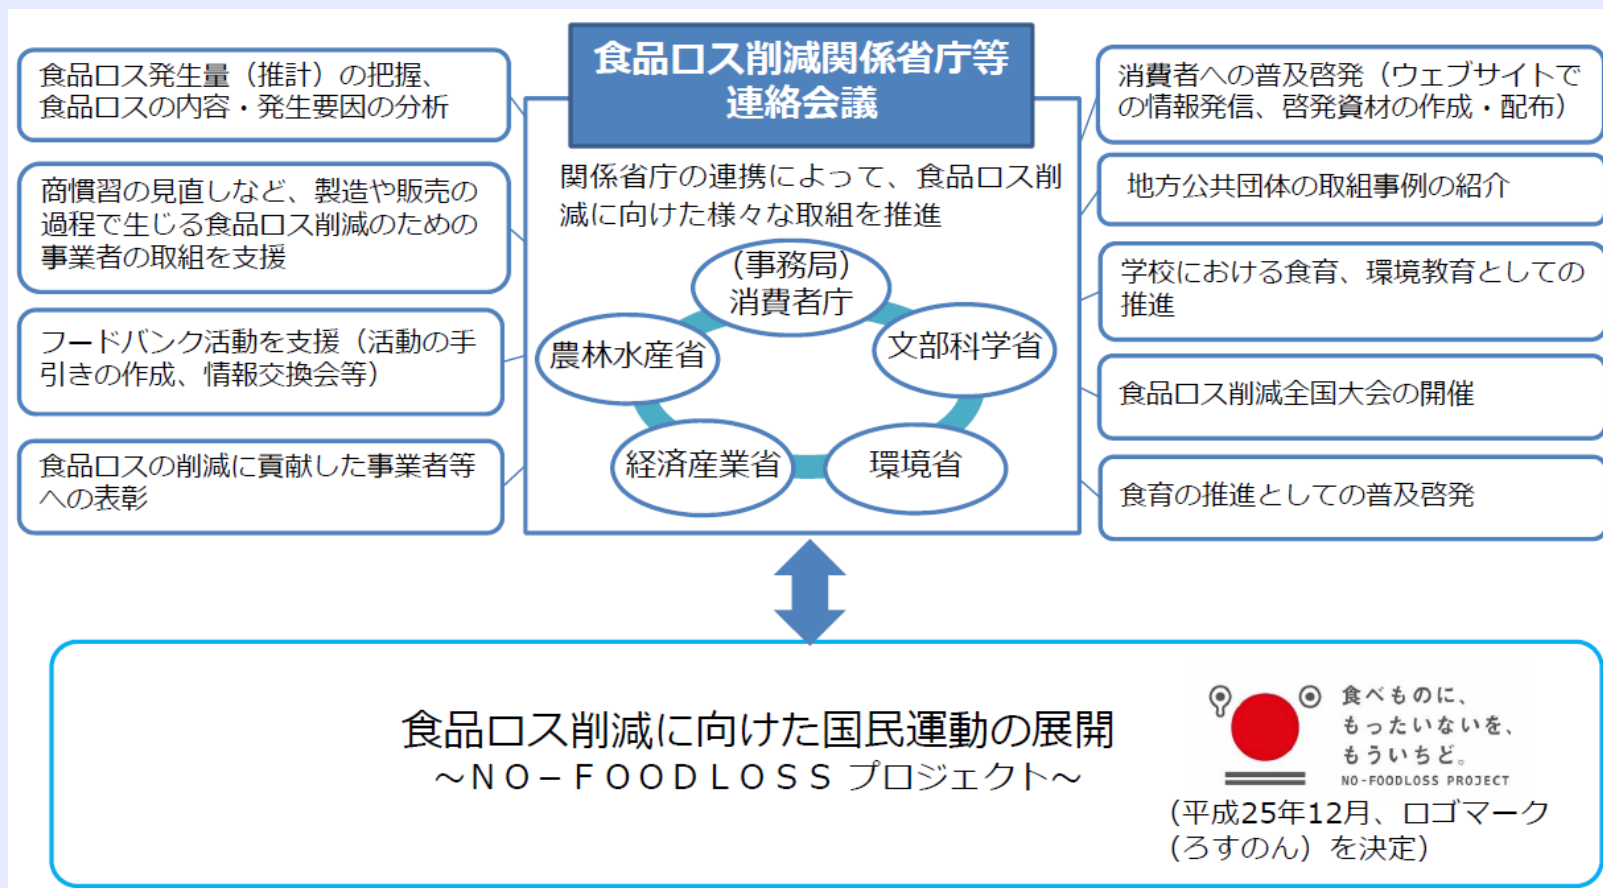 食品ロス削減関係省庁等
連絡会議
関係省庁の連携によって、食品ロス削
減に向けた様々な取組を推進
(事務局)
消費者庁
農林水産省
文部科学省
経済産業省
環境省
食品ロス発生量（推計）の把握、
食品ロスの内容・発生要因の分析
商慣習の見直しなど、製造や販売の
過程で生じる食品ロス削減のための
事業者の取組を支援
フードバンク活動を支援（活動の手
引きの作成、情報交換会等）
食品ロスの削減に貢献した事業者等
への表彰
消費者への普及啓発（ウェブサイトで
の情報発信、啓発資材の作成・配布）
地方公共団体の取組事例の紹介
学校における食育、環境教育としての
推進
食品ロス削減全国大会の開催
食育の推進としての普及啓発
食品ロス削減に向けた国民運動の展開
～ＮＯ－ＦＯＯＤＬＯＳＳ プロジェクト～
食べものに、
もったいないを、
もういちど。
NO-FOODLOSS PROJECT
(平成25年12月、ロゴマーク
(ろすのん）を決定）